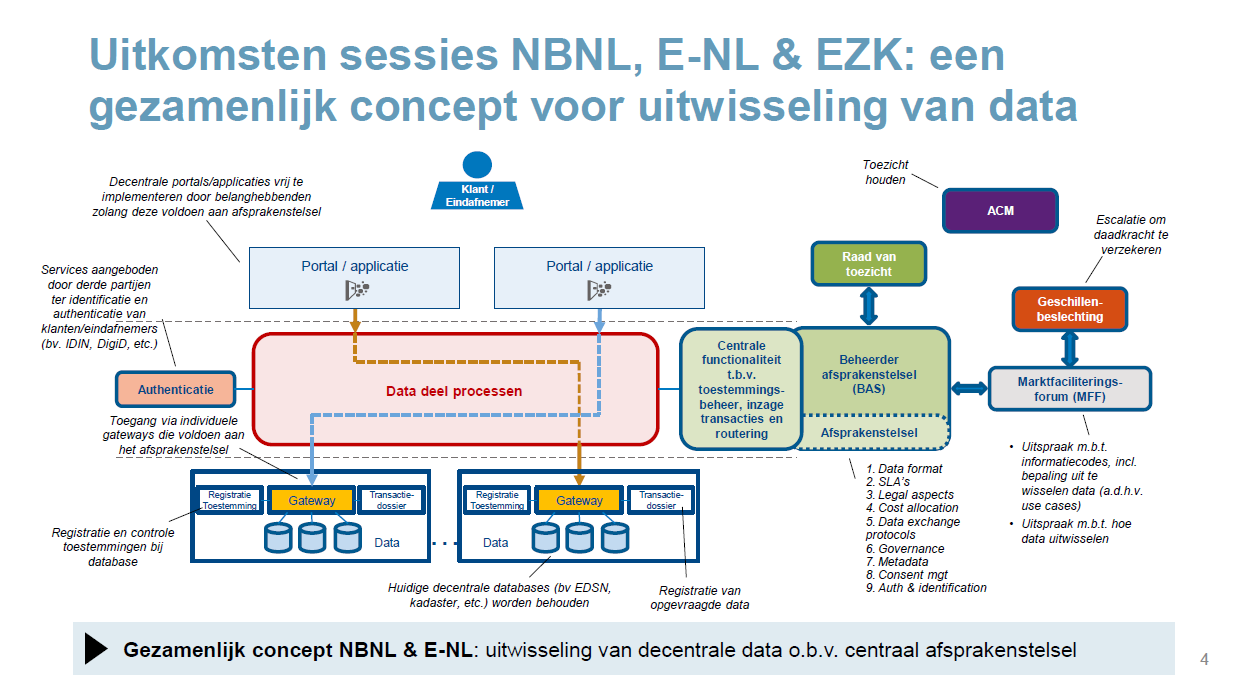 Uitkomsten sessies NBNL, E-NL & EZK: een
gezamenlijk concept voor uitwisseling van data
Klant /
Eindafnemer
Decentrale portals/applicaties vrij te
implementeren door belanghebbenden
zolang deze voldoen aan afsprakenstelsel
Toezicht
houden
ACM
Escalatie om
daadkracht te
verzekeren
Portal / applicatie
Portal / applicatie
Raad van
toezicht
Services aangeboden
door derde partijen
ter identificatie en
authenticatie van
klanten/eindafnemers
(bv. IDIN, DigiD, etc.)
Geschillen-
beslechting
Authenticatie
Data deel processen
Centrale
functionaliteit
t.b.v.
toestemmings-
beheer, inzage
transacties en
routering
Beheerder
afsprakenstelsel
(BAS)
Afsprakenstelsel
Marktfaciliterings-
forum (MFF)
Toegang via individuele
gateways die voldoen aan
het afsprakenstelsel
Registratie
Toestemming
Gateway
Transactie-
dossier
Data
. . .
Registratie
Toestemming
Gateway
Transactie-
dossier
Data
Registratie en controle
toestemmingen bij
database
Huidige decentrale databases (bv EDSN,
kadaster, etc.) worden behouden
Registratie van
opgevraagde data
1. Data format
2. SLA's
3. Legal aspects
4. Cost allocation
5. Data exchange
protocols
6. Governance
7. Metadata
8. Consent mgt
9. Auth & identification
• Uitspraak m.b.t.
informatiecodes, incl.
bepaling uit te
wisselen data (a.d.h.v.
use cases)
• Uitspraak m.b.t. hoe
data uitwisselen
Gezamenlijk concept NBNL & E-NL: uitwisseling van decentrale data o.b.v. centraal afsprakenstelsel
4